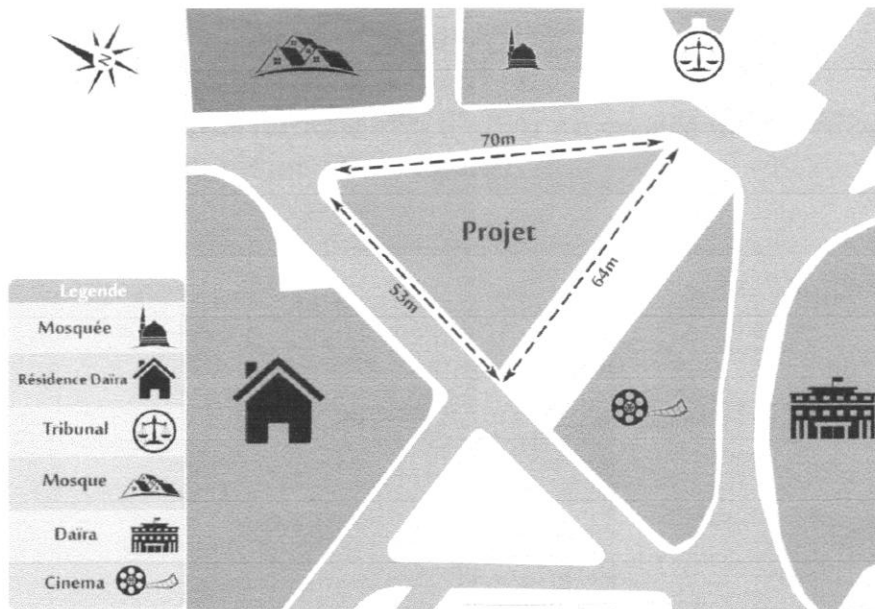 N
70m
Projet
64m
53m
Legende
Mosquée
Résidence Daïra
Tribunal
Mosque
Daïra
Cinema